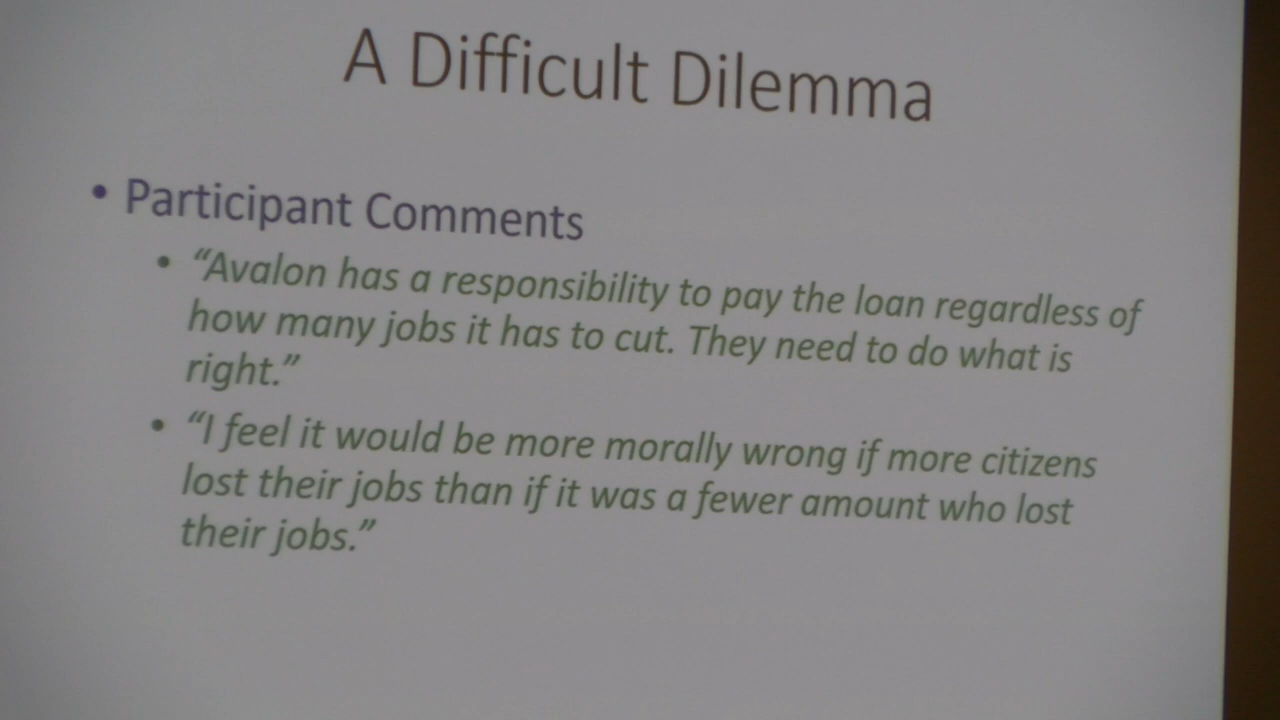 A Difficult Dilemma
• Participant Comments
• “Avalon has a responsibility to pay the loan regardless of
how many jobs it has to cut. They need to do what is
right.”
• “I feel it would be more morally wrong if more citizens
lost their jobs than if it was a fewer amount who lost
their jobs.”